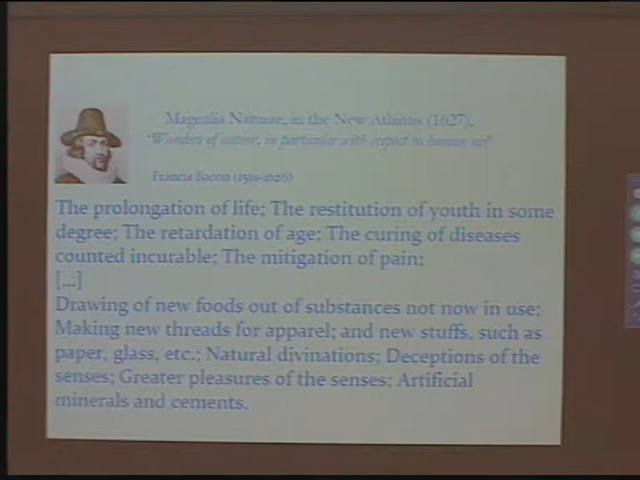 Magnalia Naturae, in the New Atlantis (1627).
'Wonders of nature, in particular with respect to human use'
Francis Bacon (1561-1626)
The prolongation of life; The restitution of youth in some
degree; The retardation of age; The curing of diseases
counted incurable; The mitigation of pain;
[...]
Drawing of new foods out of substances not now in use;
Making new threads for apparel; and new stuffs, such as
paper, glass, etc.; Natural divinations; Deceptions of the
senses; Greater pleasures of the senses; Artificial
minerals and cements.